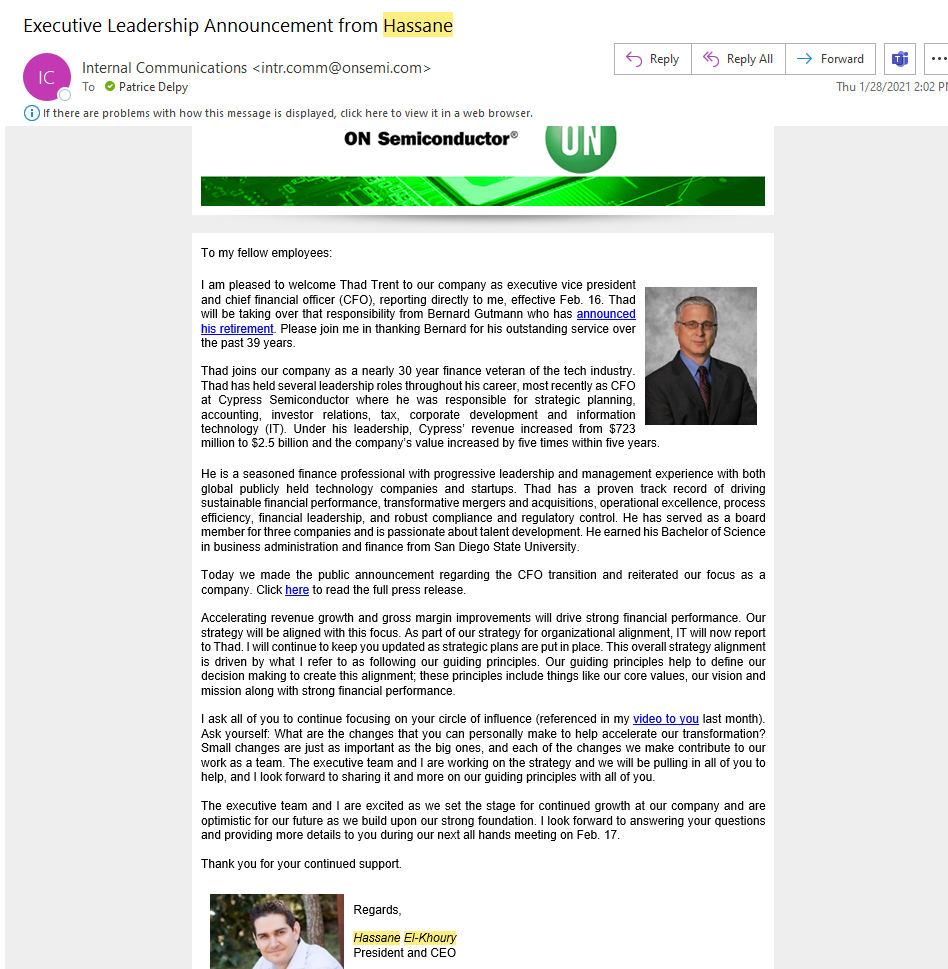 Executive Leadership Announcement from Hassane
IC
Internal Communications <intr.comm@onsemi.com>
To Patrice Delpy
Reply
Reply All
Forward
Thu 1/28/2021 2:02 PM
If there are problems with how this message is displayed, click here to view it in a web browser.
ON Semiconductor®
ON
To my fellow employees:
I am pleased to welcome Thad Trent to our company as executive vice president
and chief financial officer (CFO), reporting directly to me, effective Feb. 16. Thad
will be taking over that responsibility from Bernard Gutmann who has announced
his retirement. Please join me in thanking Bernard for his outstanding service over
the past 39 years.
Thad joins our company as a nearly 30 year finance veteran of the tech industry.
Thad has held several leadership roles throughout his career, most recently as CFO
at Cypress Semiconductor where he was responsible for strategic planning,
accounting, investor relations, tax, corporate development and information
technology (IT). Under his leadership, Cypress' revenue increased from $723
million to $2.5 billion and the company's value increased by five times within five years.
He is a seasoned finance professional with progressive leadership and management experience with both
global publicly held technology companies and startups. Thad has a proven track record of driving
sustainable financial performance, transformative mergers and acquisitions, operational excellence, process
efficiency, financial leadership, and robust compliance and regulatory control. He has served as a board
member for three companies and is passionate about talent development. He earned his Bachelor of Science
in business administration and finance from San Diego State University.
Today we made the public announcement regarding the CFO transition and reiterated our focus as a
company. Click here to read the full press release.
Accelerating revenue growth and gross margin improvements will drive strong financial performance. Our
strategy will be aligned with this focus. As part of our strategy for organizational alignment, IT will now report
to Thad. I will continue to keep you updated as strategic plans are put in place. This overall strategy alignment
is driven by what I refer to as following our guiding principles. Our guiding principles help to define our
decision making to create this alignment; these principles include things like our core values, our vision and
mission along with strong financial performance.
I ask all of you to continue focusing on your circle of influence (referenced in my video to you last month).
Ask yourself: What are the changes that you can personally make to help accelerate our transformation?
Small changes are just as important as the big ones, and each of the changes we make contribute to our
work as a team. The executive team and I are working on the strategy and we will be pulling in all of you to
help, and I look forward to sharing it and more on our guiding principles with all of you.
The executive team and I are excited as we set the stage for continued growth at our company and are
optimistic for our future as we build upon our strong foundation. I look forward to answering your questions
and providing more details to you during our next all hands meeting on Feb. 17.
Thank you for your continued support.
Regards,
Hassane El-Khoury
President and CEO